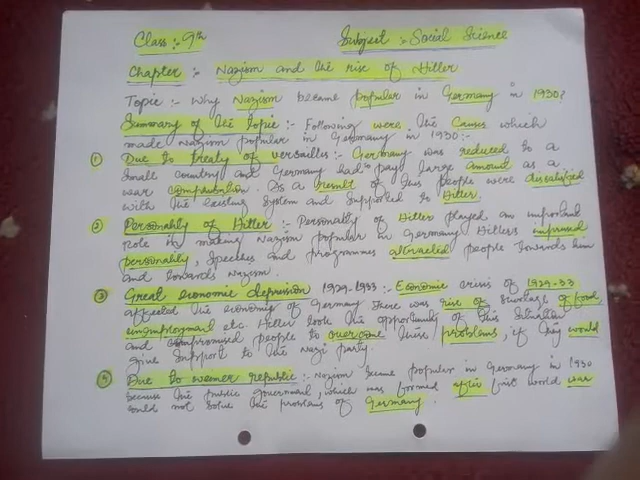 Class :- 9th Subject :- Social Science
Chapter :- Nazism and the rise of Hitler
Topic :- Why Nazism became popular in Germany in 1930?
Summary of the topic :- Following were the causes which
made Nazism popular in Germany in 1930 :-
① Due to treaty of versailles :- Germany was reduced to a
small country and Germany had to pay large amount as a
war As a result of this people were
with the existing system and supported to Hitler.
② Personality of Hitler :- Personality of Hitler played an important
role in making Nazism popular in Germany Hitler's
personality, speeches and programmes attracted people towards him
and towards Nazism.
③ Great economic depression 1929-1933 :- Economic crisis of 1929-33
affected the economy of Germany There was rise of shortage of food,
unemployment etc. Hitler took the opportunity of this situation
and people to overcome these problems, if they would
give support to the Nazi party.
to weimer republic :- Nazism became popular in Germany in 1930
because the government, which was formed after first world war
could not solve the problems of Germany.